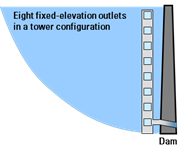 Eight fixed-elevation outlets
in a tower configuration
Dam